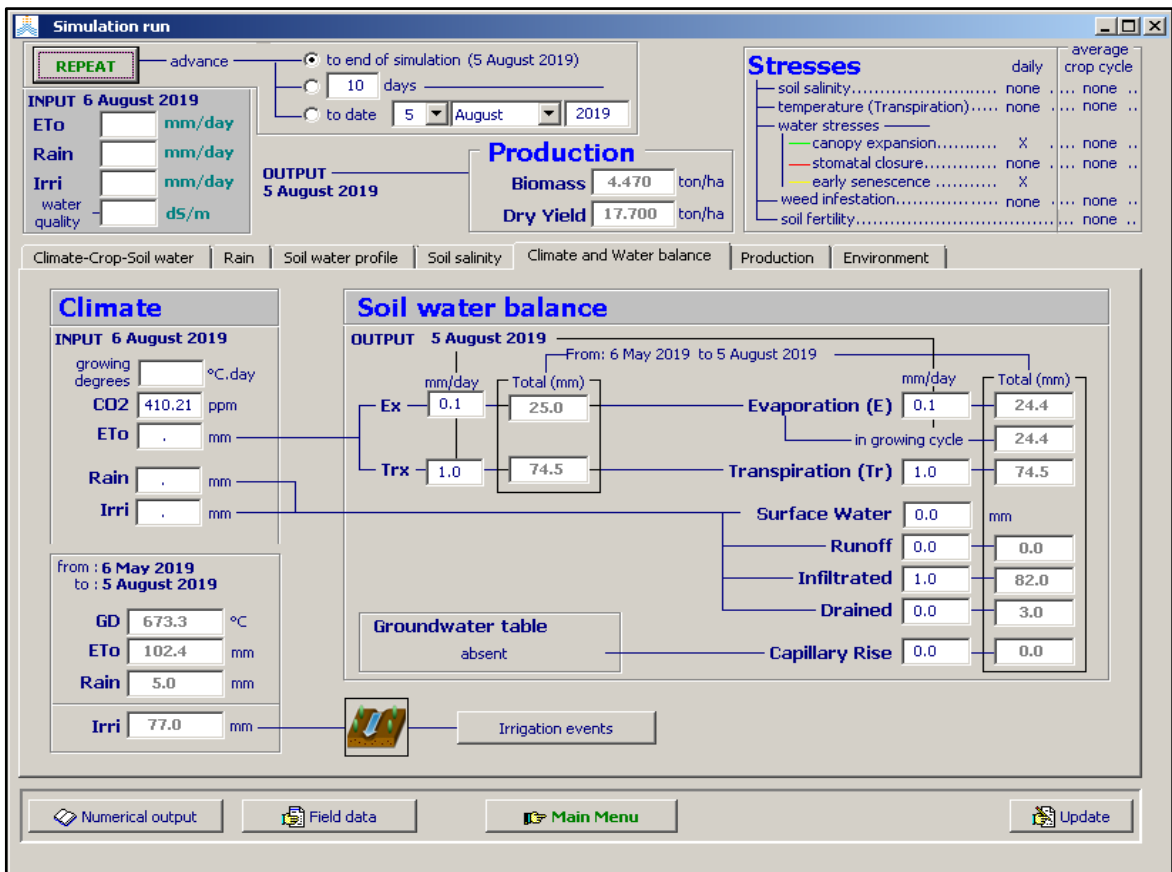 Simulation run
REPEAT
advance
to end of simulation (5 August 2019)
10 days
to date 5 August 2019
INPUT 6 August 2019
ETo mm/day
Rain mm/day
Irri mm/day
water quality dS/m
OUTPUT
5 August 2019
Production
Biomass 4.470 ton/ha
Dry Yield 17.700 ton/ha
average
Stresses daily crop cycle
soil salinity............ none .... none ..
temperature (Transpiration)..... none .... none ..
water stresses
canopy expansion........... X .... none ..
stomatal closure............ none .... none ..
early senescence ........... X
weed infestation............... none .... none ..
soil fertility................................... none ..
Climate-Crop-Soil water Rain Soil water profile Soil salinity Climate and Water balance Production Environment
Climate
INPUT 6 August 2019
growing degrees °C.day
CO2 410.21 ppm
ETo . mm
Rain . mm
Irri . mm
from : 6 May 2019
to : 5 August 2019
GD 673.3 °C
ETo 102.4 mm
Rain 5.0 mm
Irri 77.0 mm
Soil water balance
OUTPUT 5 August 2019
From: 6 May 2019 to 5 August 2019
mm/day Total (mm) mm/day Total (mm)
Ex 0.1 25.0 Evaporation (E) 0.1 24.4
in growing cycle 24.4
Trx 1.0 74.5 Transpiration (Tr) 1.0 74.5
Surface Water 0.0 mm
Runoff 0.0 0.0
Infiltrated 1.0 82.0
Drained 0.0 3.0
Groundwater table
absent
Capillary Rise 0.0 0.0
Irrigation events
Numerical output Field data Main Menu Update